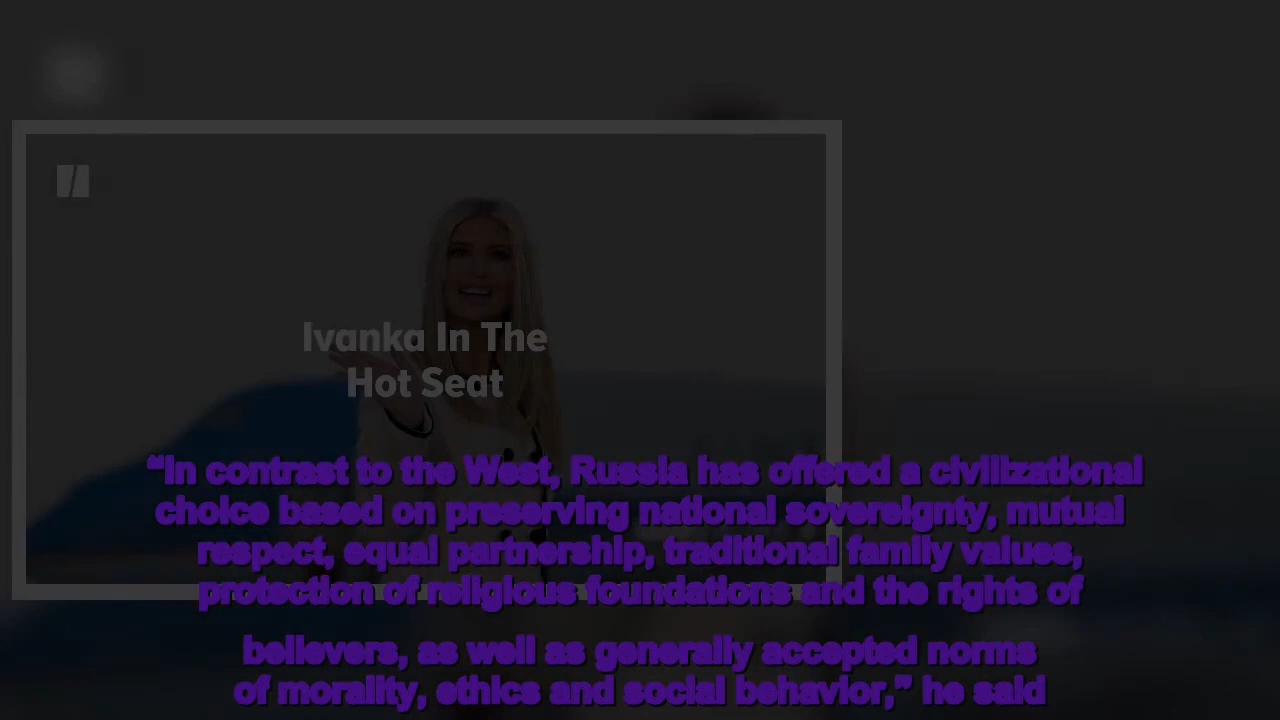 Ivanka In The
Hot Seat
“In contrast to the West, Russia has offered a civilizational
choice based on preserving national sovereignty, mutual
respect, equal partnership, traditional family values,
protection of religious foundations and the rights of
believers, as well as generally accepted norms
of morality, ethics and social behavior,” he said